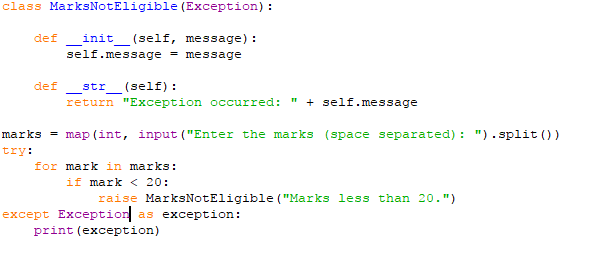 class MarksNotEligible(Exception):
    def __init__(self, message):
        self.message = message
    def __str__(self):
        return "Exception occurred: " + self.message
marks = map(int, input("Enter the marks (space separated): ").split())
try:
    for mark in marks:
        if mark < 20:
            raise MarksNotEligible("Marks less than 20.")
except Exception as exception:
    print(exception)